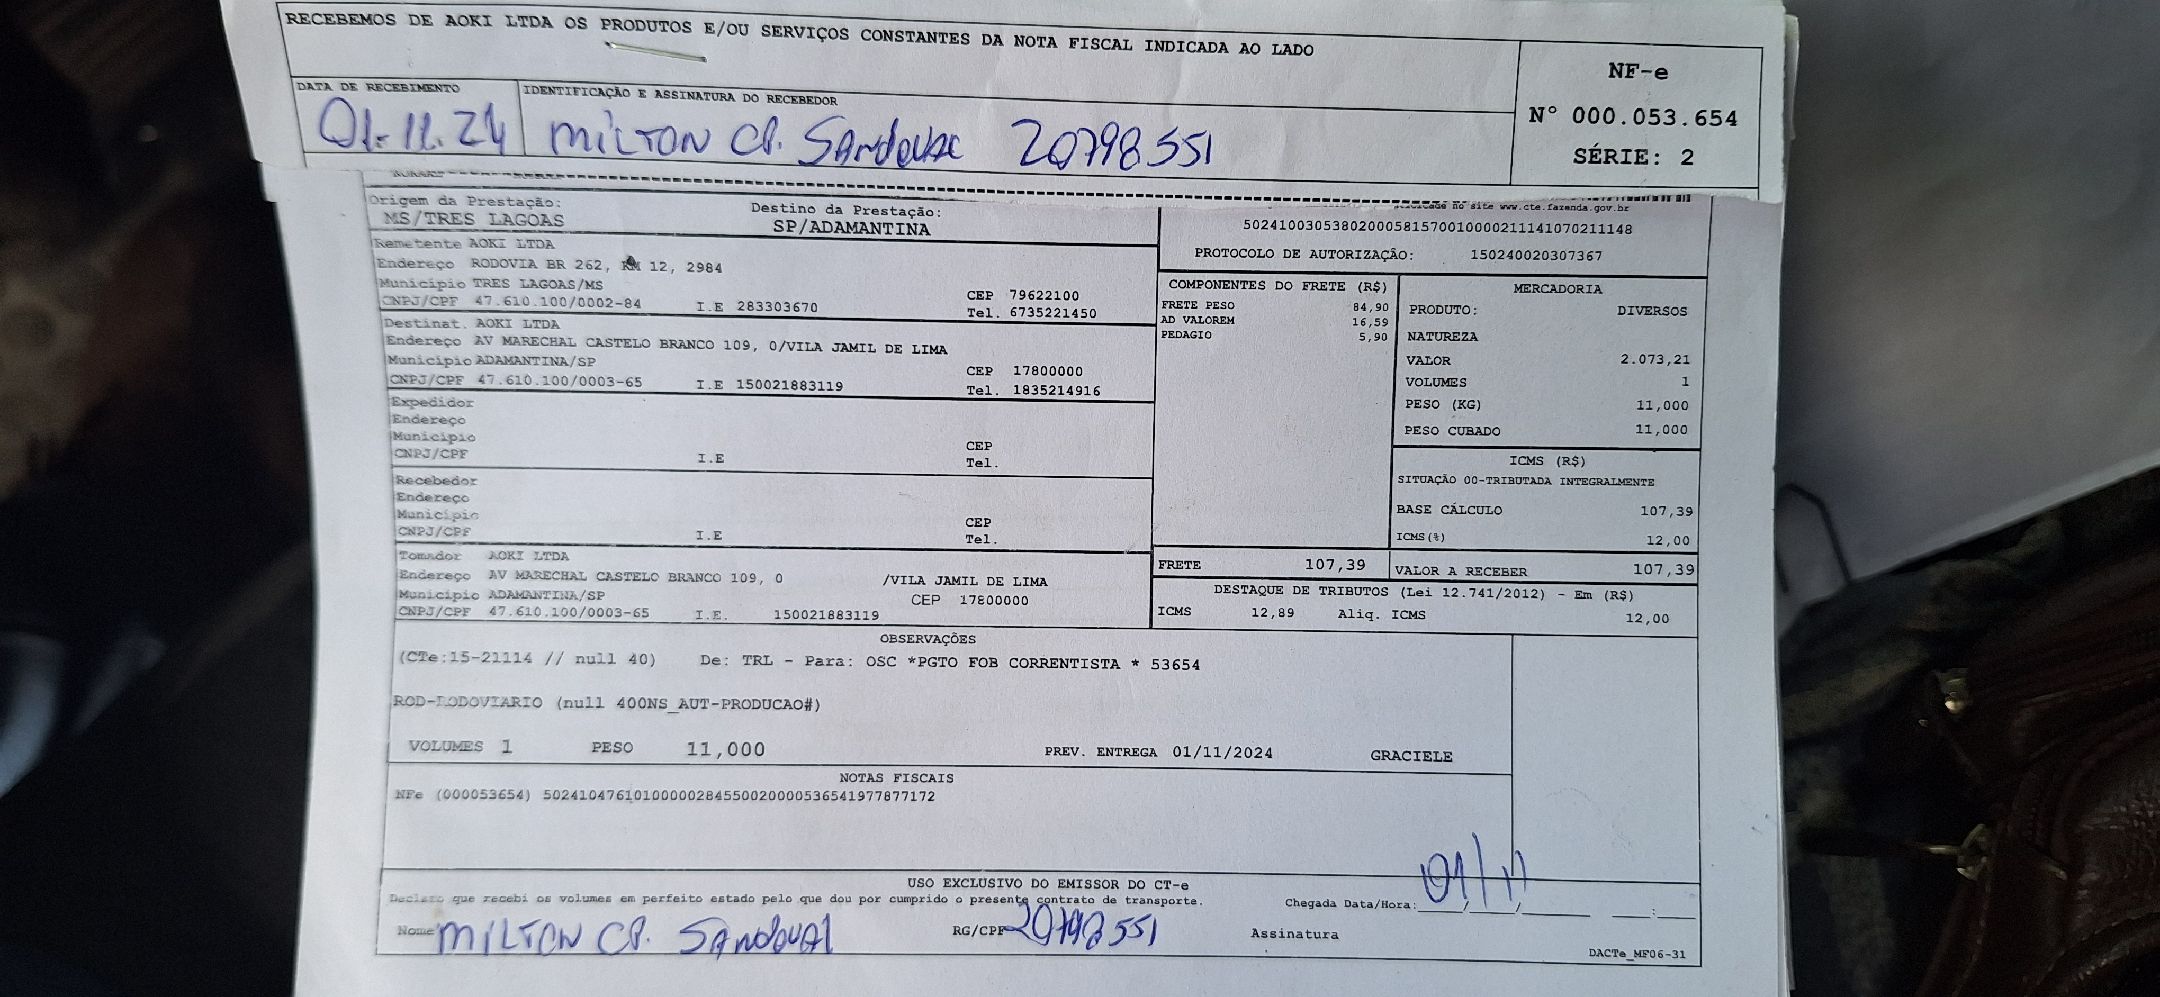 RECEBEMOS DE AOKI LTDA OS PRODUTOS E/OU SERVIÇOS CONSTANTES DA NOTA FISCAL INDICADA AO LADO
NF-e
Nº 000.053.654
SÉRIE: 2
DATA DE RECEBIMENTO IDENTIFICAÇÃO E ASSINATURA DO RECEBEDOR
01.11.24 MILTON CP. SANDOVAL 20798551
no site www.cte.fazenda.gov.br
Origem da Prestação: Destino da Prestação:
MS/TRES LAGOAS SP/ADAMANTINA
50241003053802000581570010000211141070211148
PROTOCOLO DE AUTORIZAÇÃO: 150240020307367
Remetente AOKI LTDA
Endereço RODOVIA BR 262, KM 12, 2984
Município TRES LAGOAS/MS CEP 79622100
CNPJ/CPF 47.610.100/0002-84 I.E 283303670 Tel. 6735221450
Destinat. AOKI LTDA
Endereço AV MARECHAL CASTELO BRANCO 109, 0/VILA JAMIL DE LIMA
Município ADAMANTINA/SP CEP 17800000
CNPJ/CPF 47.610.100/0003-65 I.E 150021883119 Tel. 1835214916
Expedidor
Endereço
Município CEP
CNPJ/CPF I.E Tel.
Recebedor
Endereço
Município CEP
CNPJ/CPF I.E Tel.
Tomador AOKI LTDA
Endereço AV MARECHAL CASTELO BRANCO 109, 0 /VILA JAMIL DE LIMA
Município ADAMANTINA/SP CEP 17800000
CNPJ/CPF 47.610.100/0003-65 I.E. 150021883119
COMPONENTES DO FRETE (R$)
FRETE PESO 84,90
AD VALOREM 16,59
PEDAGIO 5,90
MERCADORIA
PRODUTO: DIVERSOS
NATUREZA
VALOR 2.073,21
VOLUMES 1
PESO (KG) 11,000
PESO CUBADO 11,000
ICMS (R$)
SITUAÇÃO 00-TRIBUTADA INTEGRALMENTE
BASE CÁLCULO 107,39
ICMS(%) 12,00
FRETE 107,39 VALOR A RECEBER 107,39
DESTAQUE DE TRIBUTOS (Lei 12.741/2012) - Em (R$)
ICMS 12,89 Aliq. ICMS 12,00
OBSERVAÇÕES
(CTe:15-21114 // null 40) De: TRL - Para: OSC *PGTO FOB CORRENTISTA * 53654
ROD-RODOVIARIO (null 400NS_AUT-PRODUCAO#)
VOLUMES 1 PESO 11,000 PREV. ENTREGA 01/11/2024 GRACIELE
NOTAS FISCAIS
NFe (000053654) 50241047610100000284550020000536541977877172
USO EXCLUSIVO DO EMISSOR DO CT-e
Declaro que recebi os volumes em perfeito estado pelo que dou por cumprido o presente contrato de transporte.
Chegada Data/Hora: 01/11
Nome MILTON CP. SANDOVAL RG/CPF 20798551 Assinatura
DACTe_MF06-31